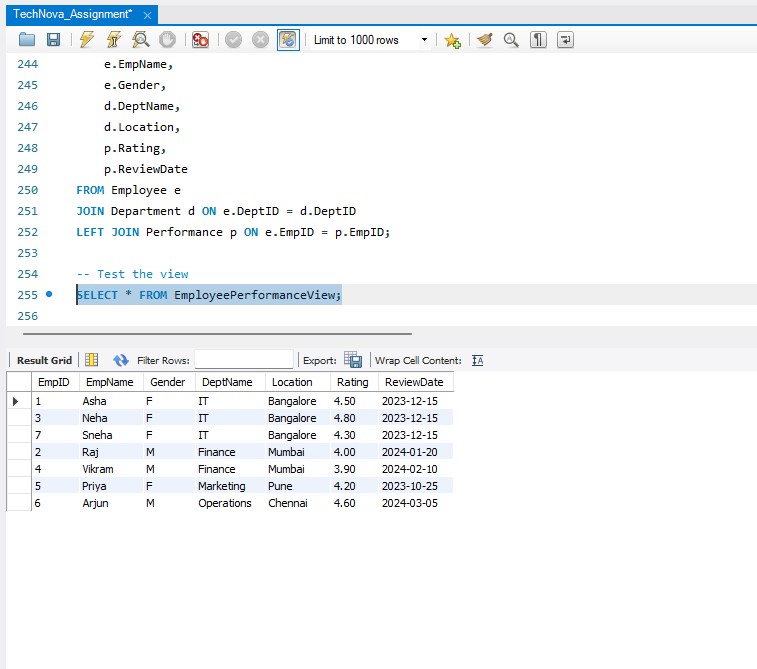 TechNova_Assignment*
Limit to 1000 rows
244 e.EmpName,
245 e.Gender,
246 d.DeptName,
247 d.Location,
248 p.Rating,
249 p.ReviewDate
250 FROM Employee e
251 JOIN Department d ON e.DeptID = d.DeptID
252 LEFT JOIN Performance p ON e.EmpID = p.EmpID;
253
254 -- Test the view
255 SELECT * FROM EmployeePerformanceView;
256
Result Grid Filter Rows: Export: Wrap Cell Content: IA
EmpID EmpName Gender DeptName Location Rating ReviewDate
1 Asha F IT Bangalore 4.50 2023-12-15
3 Neha F IT Bangalore 4.80 2023-12-15
7 Sneha F IT Bangalore 4.30 2023-12-15
2 Raj M Finance Mumbai 4.00 2024-01-20
4 Vikram M Finance Mumbai 3.90 2024-02-10
5 Priya F Marketing Pune 4.20 2023-10-25
6 Arjun M Operations Chennai 4.60 2024-03-05